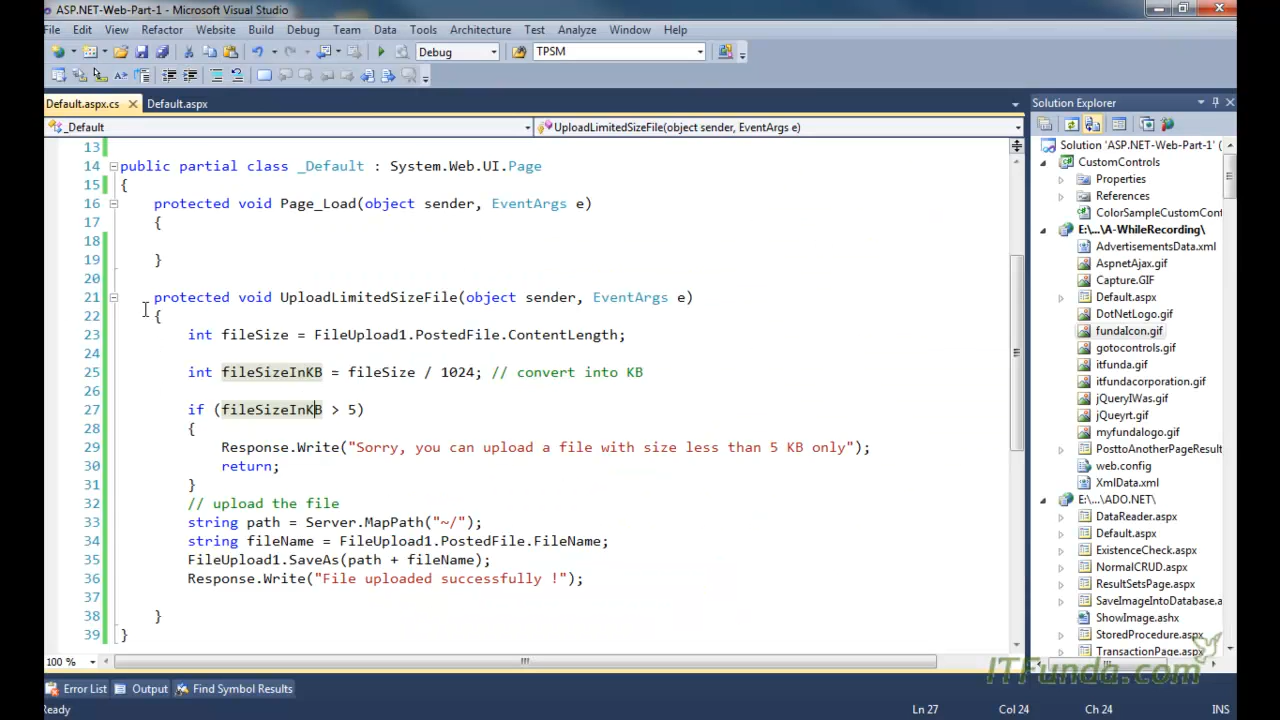 ASP.NET-Web-Part-1 - Microsoft Visual Studio
File Edit View Refactor Website Build Debug Team Data Tools Architecture Test Analyze Window Help
Debug TPSM
Default.aspx.cs Default.aspx
_Default UploadLimitedSizeFile(object sender, EventArgs e)
13
14 public partial class _Default : System.Web.UI.Page
15 {
16 protected void Page_Load(object sender, EventArgs e)
17 {
18
19 }
20
21 protected void UploadLimitedSizeFile(object sender, EventArgs e)
22 {
23 int fileSize = FileUpload1.PostedFile.ContentLength;
24
25 int fileSizeInKB = fileSize / 1024; // convert into KB
26
27 if (fileSizeInKB > 5)
28 {
29 Response.Write("Sorry, you can upload a file with size less than 5 KB only");
30 return;
31 }
32 // upload the file
33 string path = Server.MapPath("~/");
34 string fileName = FileUpload1.PostedFile.FileName;
35 FileUpload1.SaveAs(path + fileName);
36 Response.Write("File uploaded successfully !");
37
38 }
39 }
100 %
Solution Explorer
Solution 'ASP.NET-Web-Part-1' (
CustomControls
Properties
References
ColorSampleCustomCont
E:\...\A-WhileRecording\
AdvertisementsData.xml
AspnetAjax.gif
Capture.GIF
Default.aspx
DotNetLogo.gif
fundaIcon.gif
gotocontrols.gif
itfunda.gif
itfundacorporation.gif
jQueryIWas.gif
jQueryrt.gif
myfundalogo.gif
PosttoAnotherPageResult
web.config
XmlData.xml
E:\...\ADO.NET\
DataReader.aspx
Default.aspx
ExistenceCheck.aspx
NormalCRUD.aspx
ResultSetsPage.aspx
SaveImageIntoDatabase.a
ShowImage.ashx
StoredProcedure.aspx
TransactionPage.aspx
ITFunda.com
Error List Output Find Symbol Results
Ready Ln 27 Col 24 Ch 24 INS